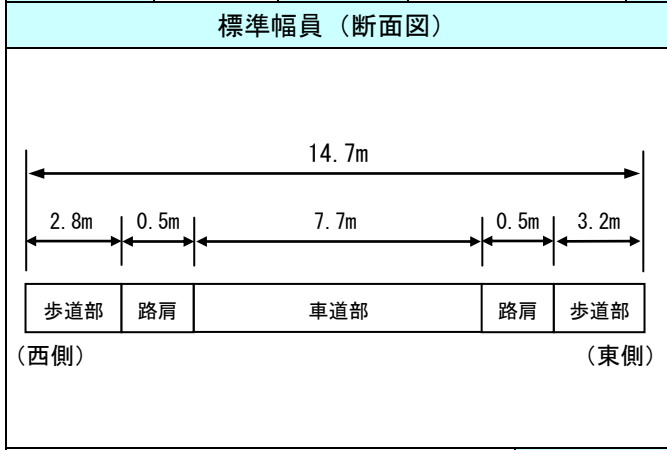 標準幅員（断面図）
14.7m
2.8m 0.5m 7.7m 0.5m 3.2m
歩道部 路肩 車道部 路肩 歩道部
（西側） （東側）